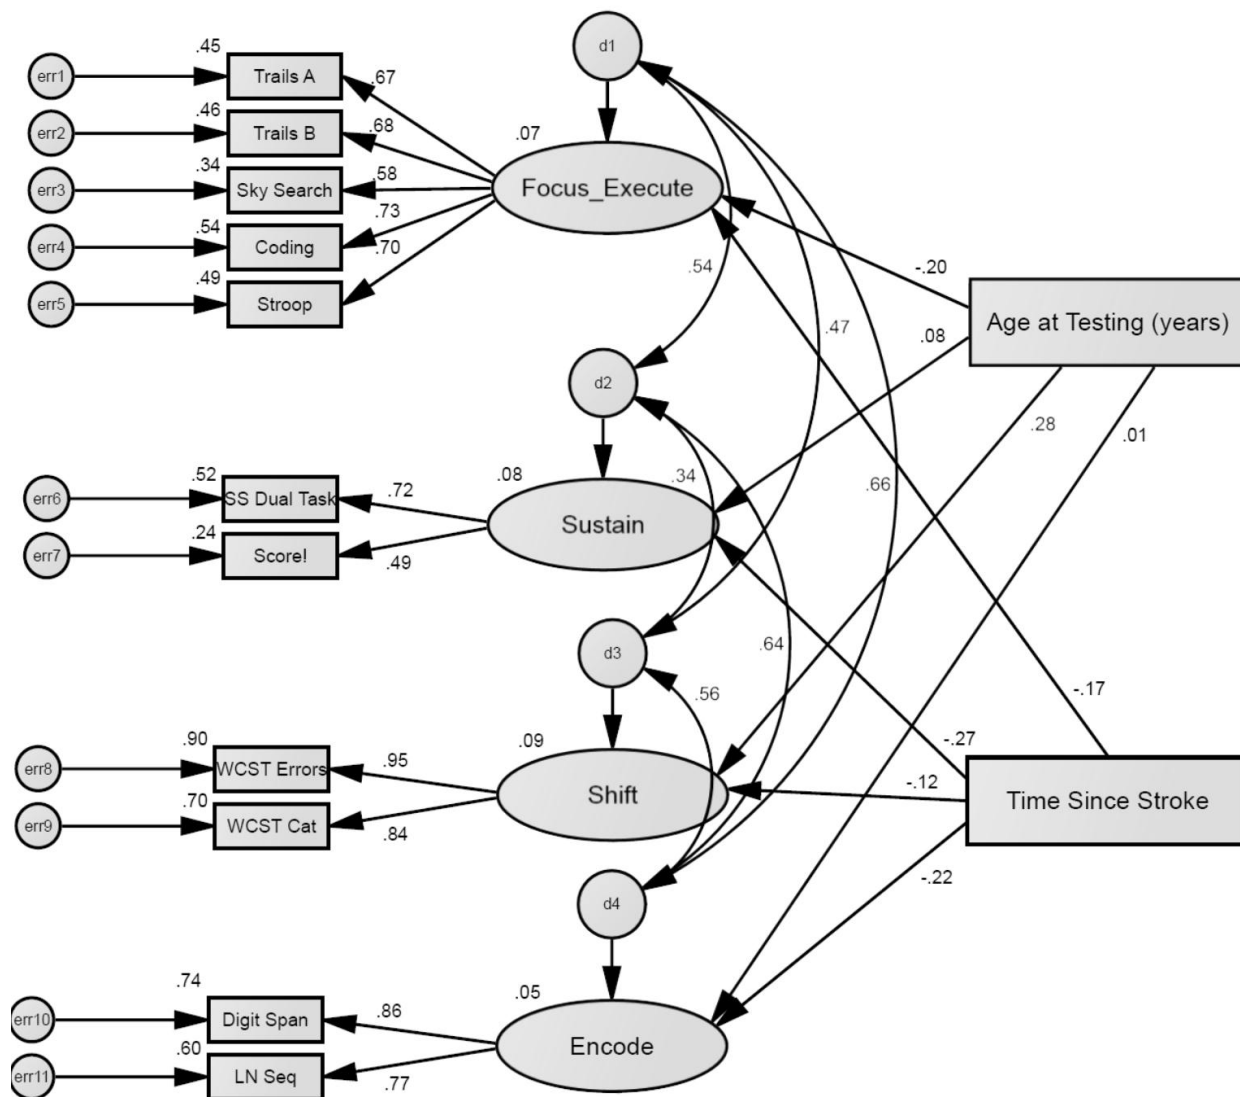 d1
.45
err1
Trails A
.67
.46
err2
Trails B
.68
.07
.34
err3
Sky Search
.58
Focus_Execute
.54
err4
Coding
.73
.49
err5
Stroop
.70
.54
-.20
Age at Testing (years)
.47
.08
d2
.28
.01
.34
.66
.52
err6
SS Dual Task
.72
.08
Sustain
.24
err7
Score!
.49
d3
.64
.56
-.17
.90
err8
WCST Errors
.95
.09
Shift
-.27
-.12
Time Since Stroke
.70
err9
WCST Cat
.84
-.22
d4
.74
err10
Digit Span
.86
.05
Encode
.60
err11
LN Seq
.77